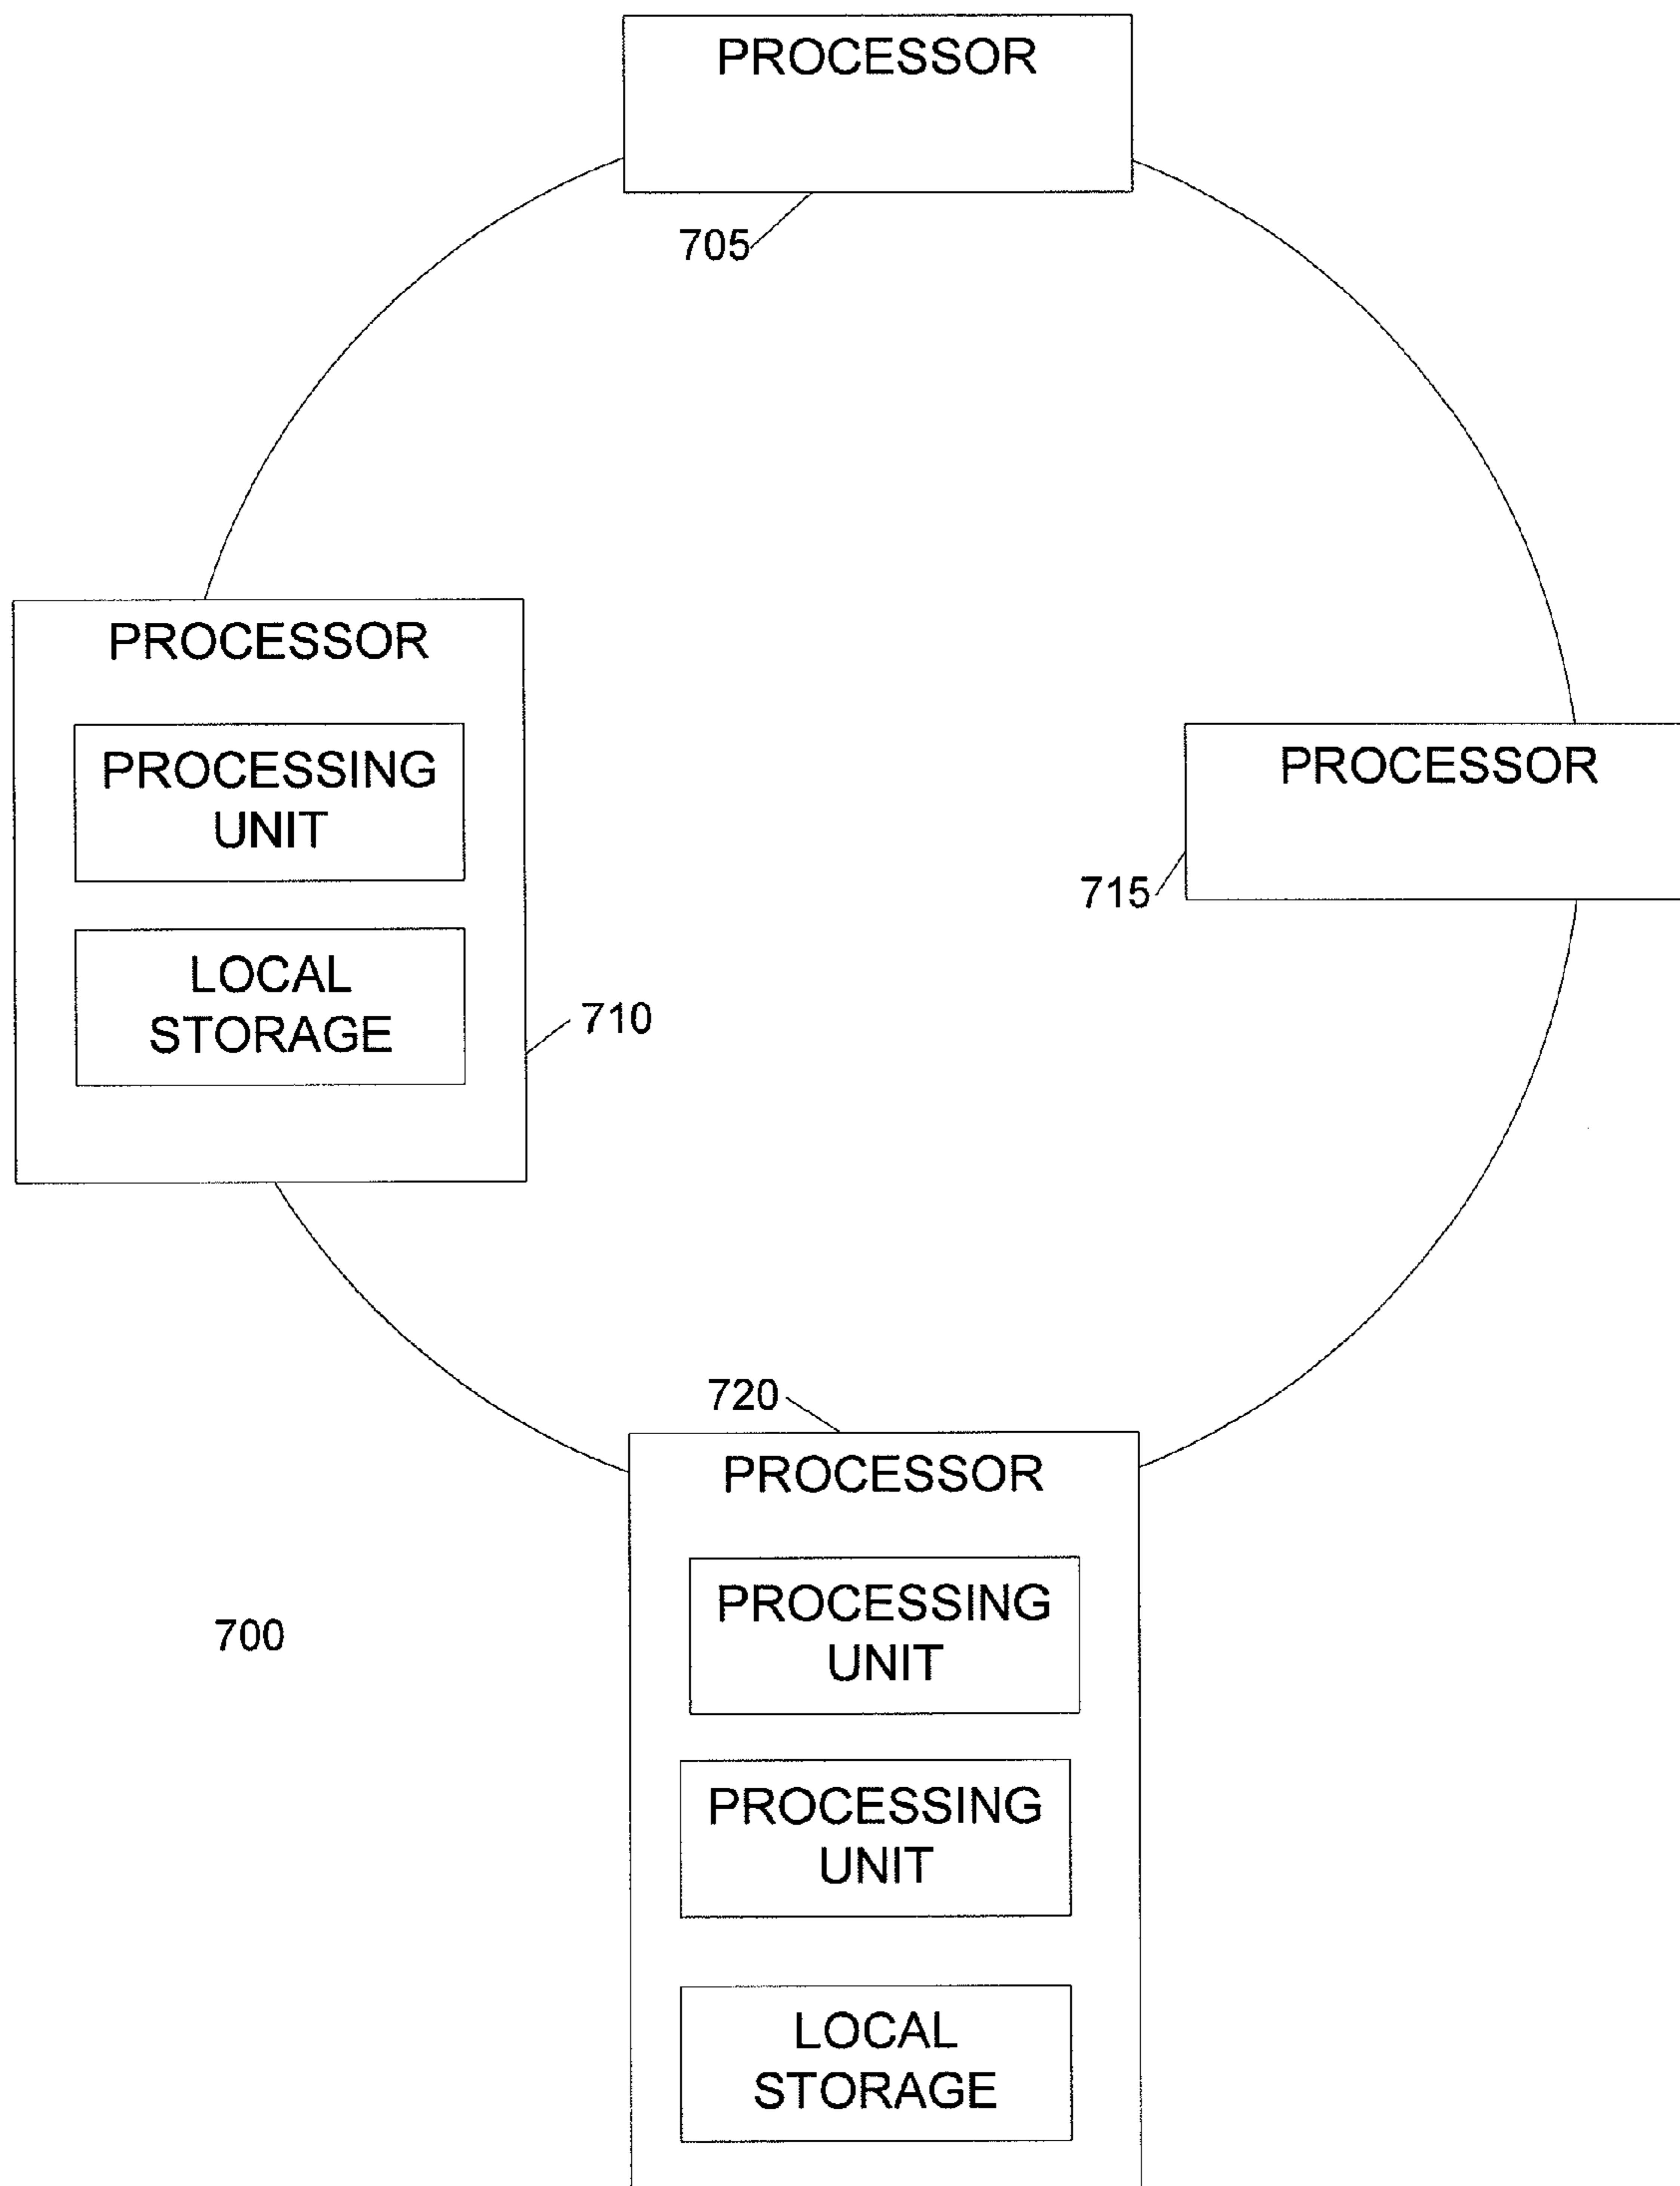 PROCESSOR
705
PROCESSOR
PROCESSING
UNIT
LOCAL
STORAGE
710
PROCESSOR
715
720
PROCESSOR
PROCESSING
UNIT
PROCESSING
UNIT
LOCAL
STORAGE
700